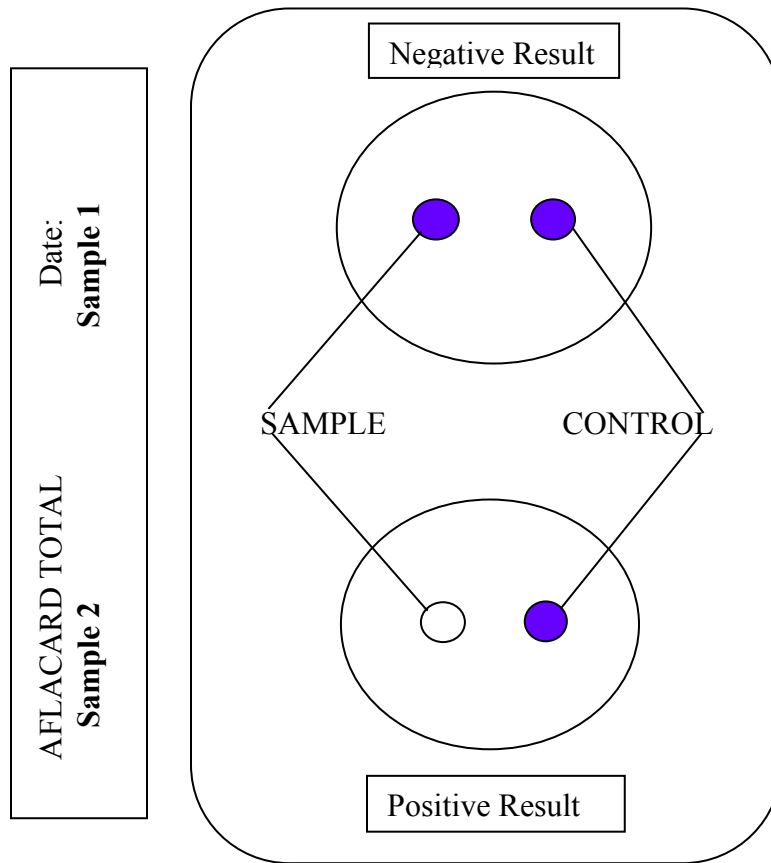 Negative Result
Date:
Sample 1
SAMPLE CONTROL
AFLACARD TOTAL
Sample 2
Positive Result